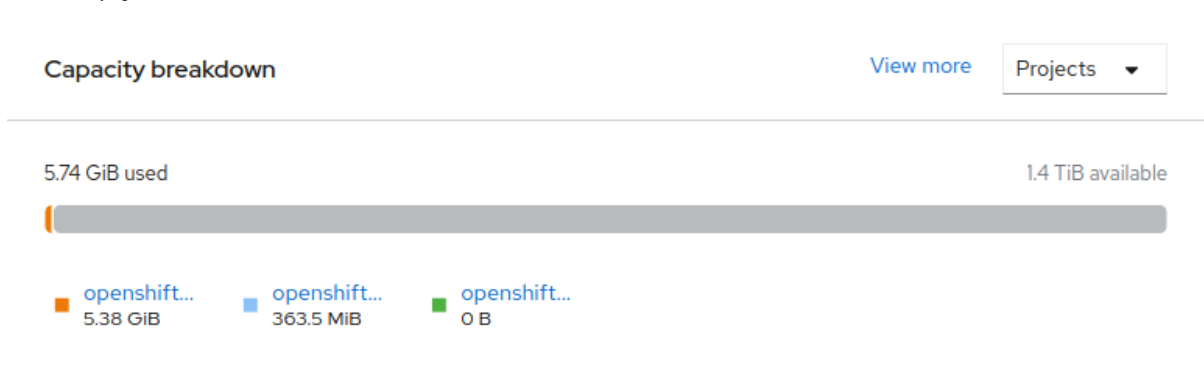 Capacity breakdown
View more
Projects
5.74 GiB used
1.4 TiB available
openshift...
5.38 GiB
openshift...
363.5 MiB
openshift...
0 B